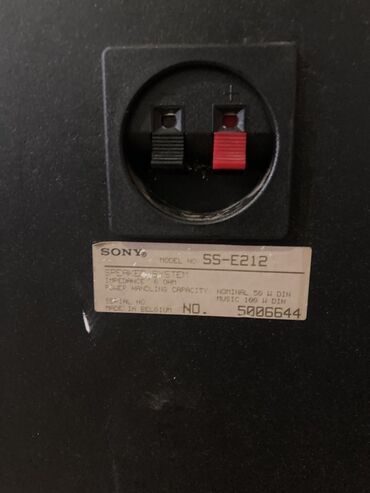 +
SONY® MODEL NO. SS-E212
SPEAKER SYSTEM
IMPEDANCE 6 OHM
POWER HANDLING CAPACITY: NOMINAL 50 W DIN
MUSIC 100 W DIN
SERIAL NO.
MADE IN BELGIUM NO. 5006644